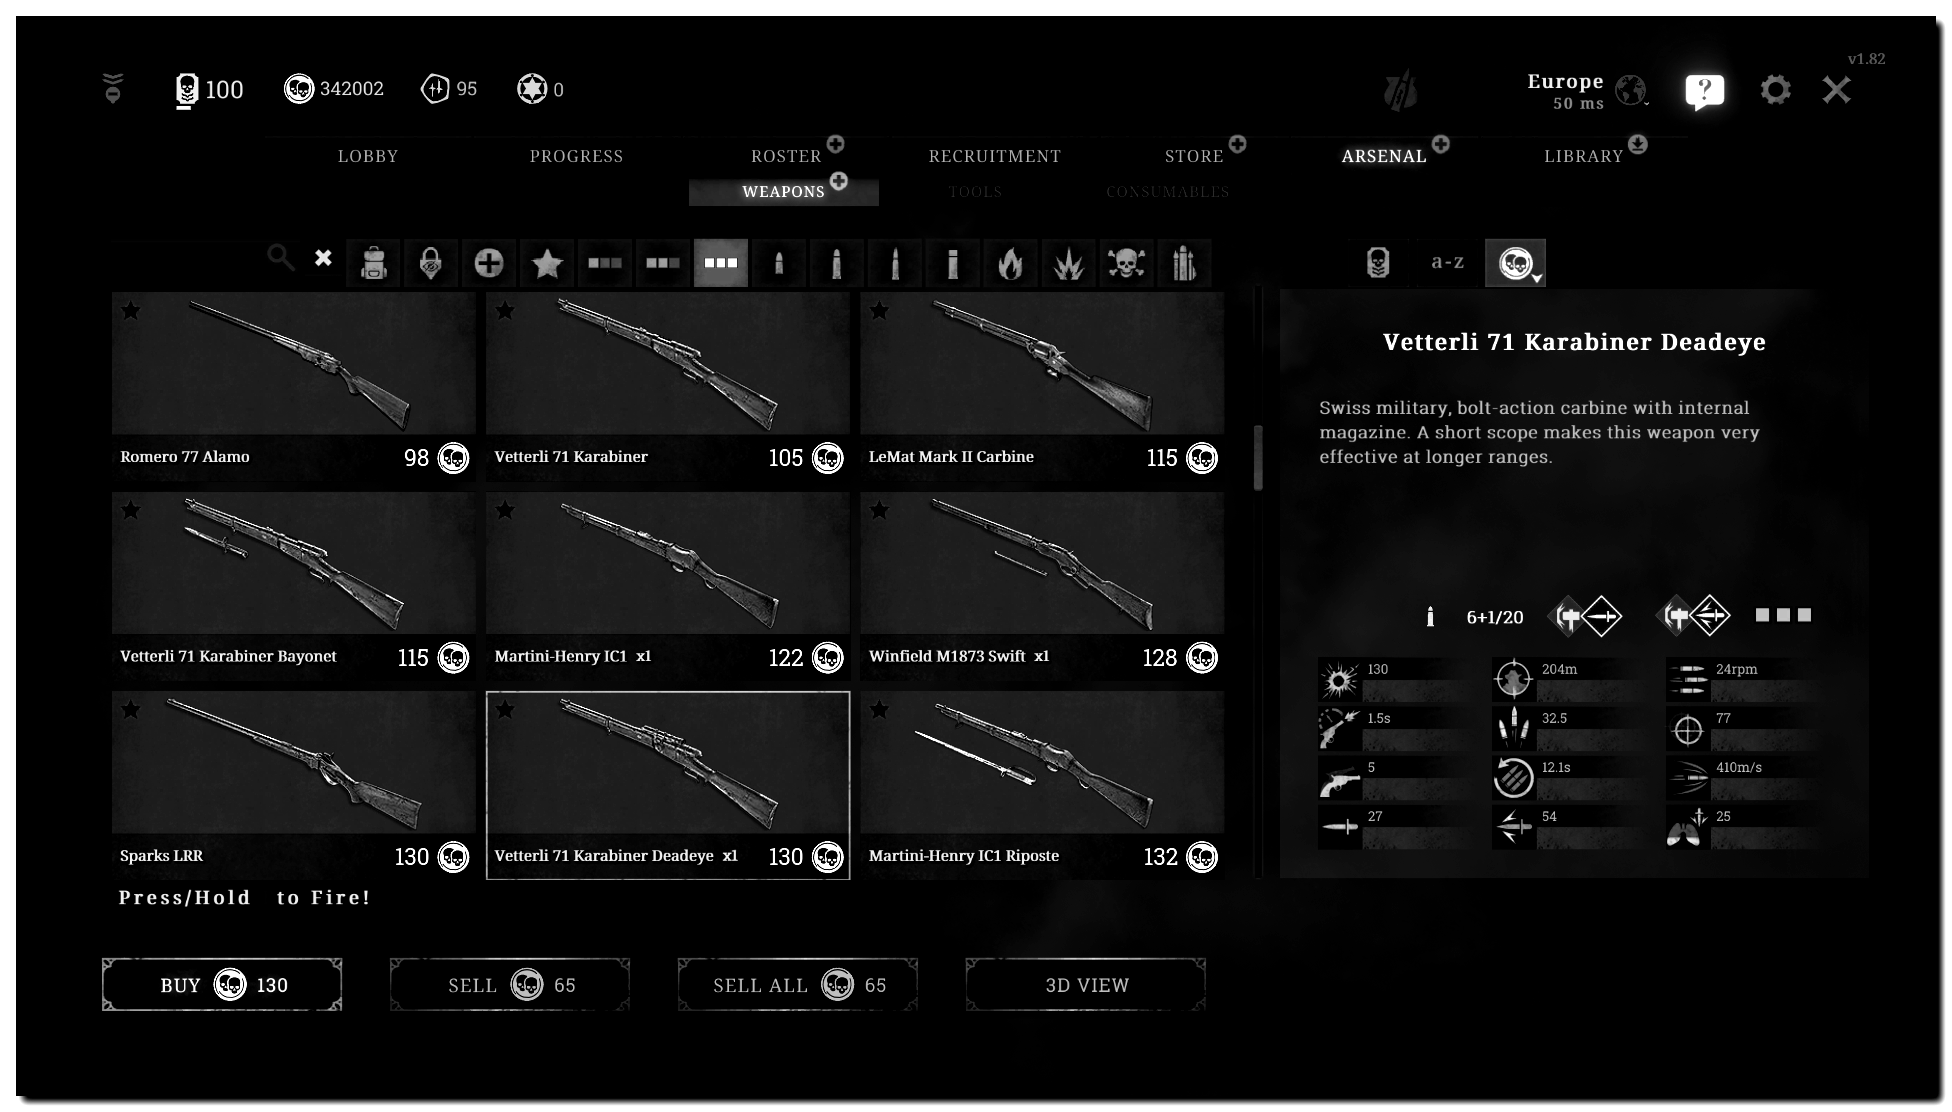 v1.82
100 342002 95 0 Europe
50 ms ?
LOBBY PROGRESS ROSTER RECRUITMENT STORE ARSENAL LIBRARY
WEAPONS TOOLS CONSUMABLES
a-z
Romero 77 Alamo 98 Vetterli 71 Karabiner 105 LeMat Mark II Carbine 115
Vetterli 71 Karabiner Bayonet 115 Martini-Henry IC1 x1 122 Winfield M1873 Swift x1 128
Sparks LRR 130 Vetterli 71 Karabiner Deadeye x1 130 Martini-Henry IC1 Riposte 132
Press/Hold to Fire!
BUY 130 SELL 65 SELL ALL 65 3D VIEW
Vetterli 71 Karabiner Deadeye
Swiss military, bolt-action carbine with internal
magazine. A short scope makes this weapon very
effective at longer ranges.
6+1/20
130 204m 24rpm
1.5s 32.5 77
5 12.1s 410m/s
27 54 25